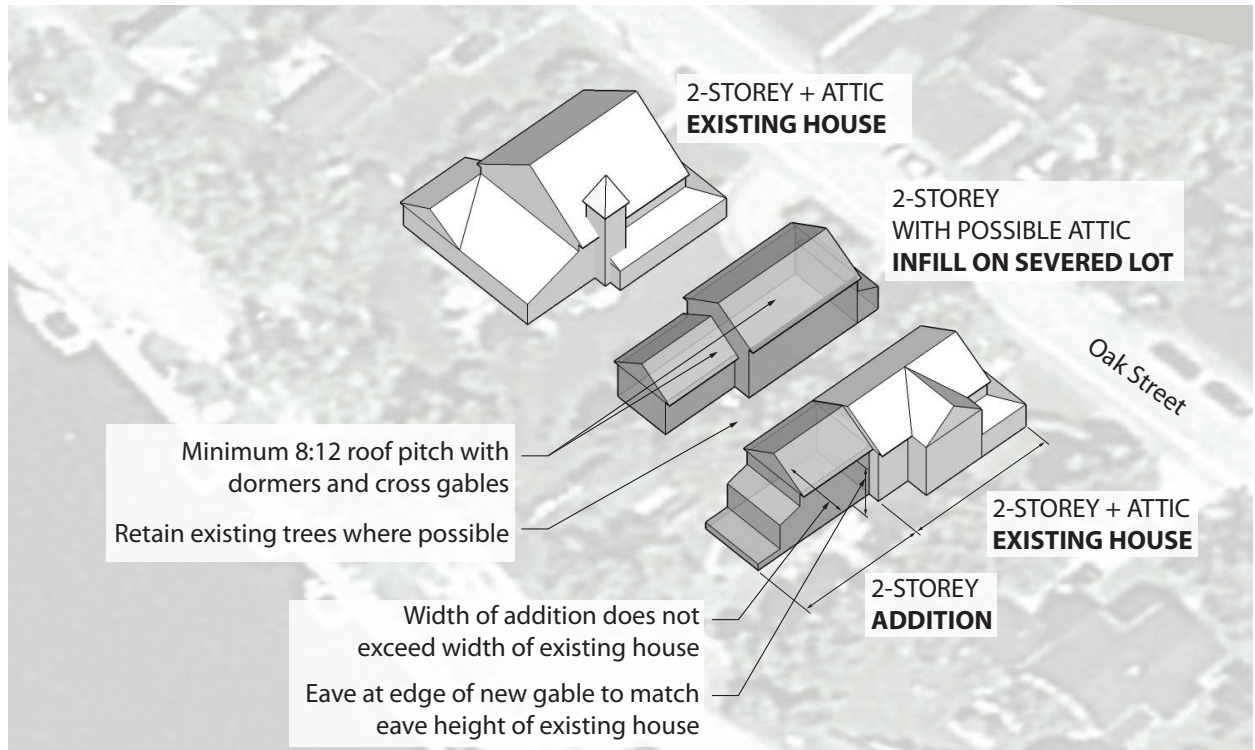 2-STOREY + ATTIC
EXISTING HOUSE
2-STOREY
WITH POSSIBLE ATTIC
INFILL ON SEVERED LOT
Oak Street
Minimum 8:12 roof pitch with
dormers and cross gables
Retain existing trees where possible
2-STOREY + ATTIC
EXISTING HOUSE
2-STOREY
ADDITION
Width of addition does not
exceed width of existing house
Eave at edge of new gable to match
eave height of existing house